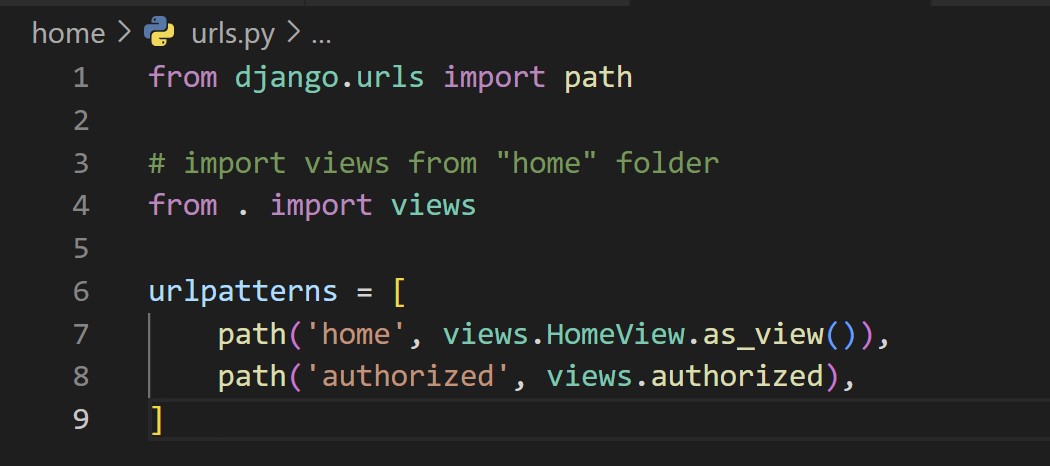 home > urls.py > ...
1 from django.urls import path
2
3 # import views from "home" folder
4 from . import views
5
6 urlpatterns = [
7     path('home', views.HomeView.as_view()),
8     path('authorized', views.authorized),
9 ]